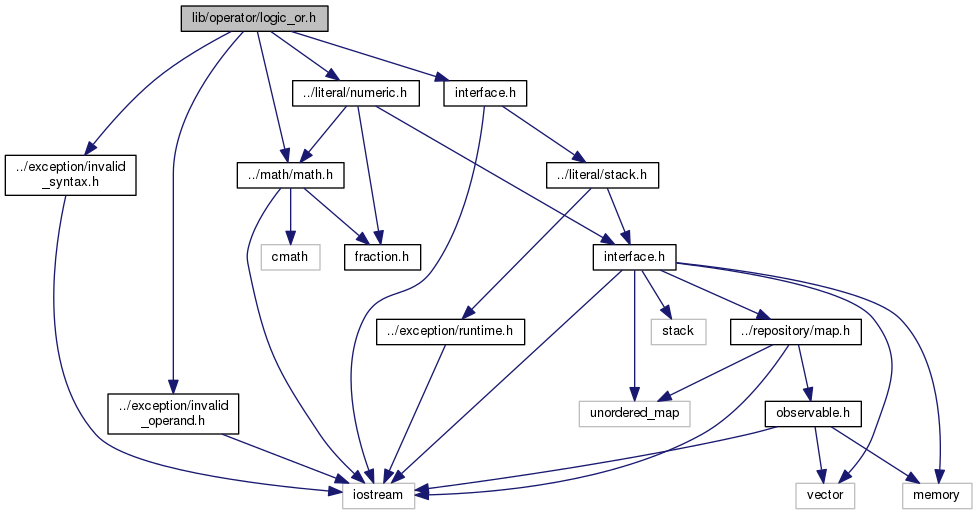 lib/operator/logic_or.h
../literal/numeric.h
interface.h
../exception/invalid
_syntax.h
../math/math.h
../literal/stack.h
cmath
fraction.h
interface.h
../exception/runtime.h
stack
../repository/map.h
../exception/invalid
_operand.h
unordered_map
observable.h
iostream
vector
memory